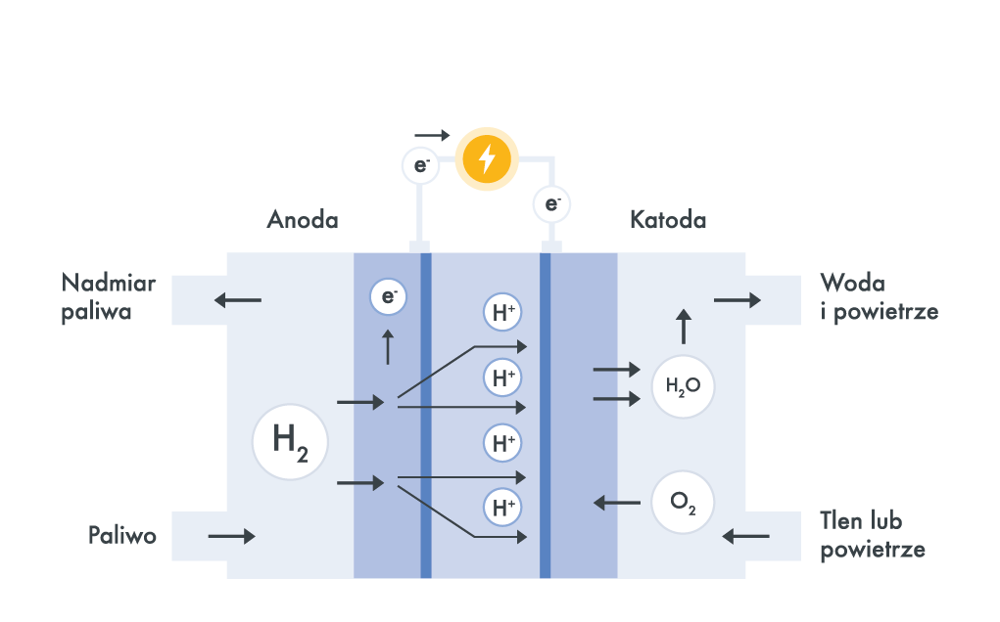 e⁻
e⁻
Anoda
Katoda
Nadmiar
paliwa
e⁻
H⁺
Woda
i powietrze
H⁺
H₂O
H₂
H⁺
H⁺
O₂
Paliwo
Tlen lub
powietrze